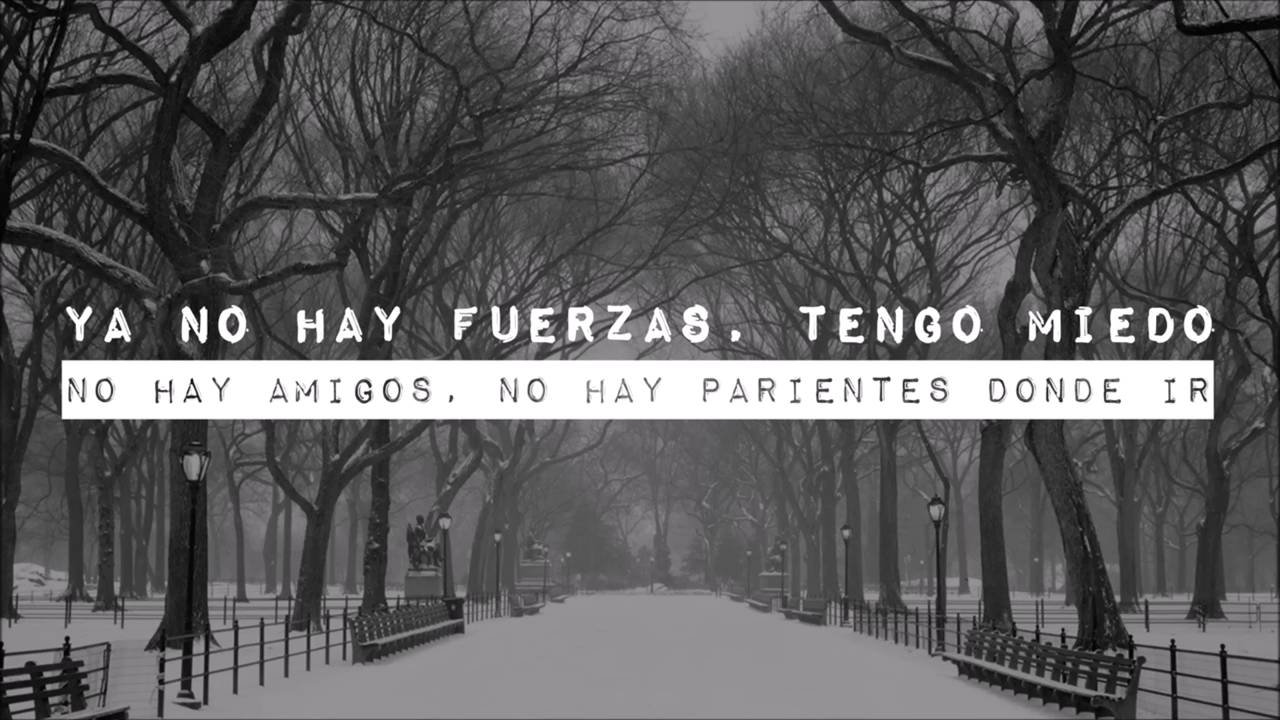 YA NO HAY FUERZAS, TENGO MIEDO
NO HAY AMIGOS, NO HAY PARIENTES DONDE IR